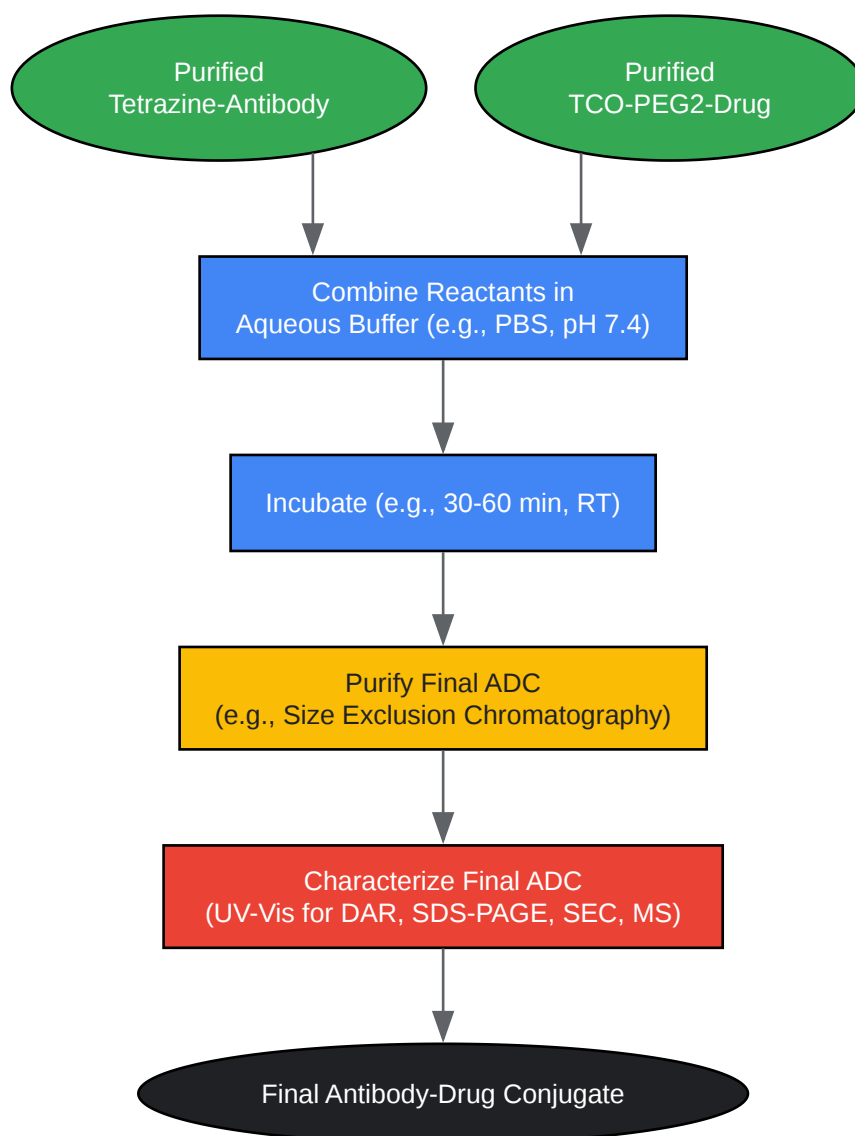 Purified
Tetrazine-Antibody
Purified
TCO-PEG2-Drug
Combine Reactants in
Aqueous Buffer (e.g., PBS, pH 7.4)
Incubate (e.g., 30-60 min, RT)
Purify Final ADC
(e.g., Size Exclusion Chromatography)
Characterize Final ADC
(UV-Vis for DAR, SDS-PAGE, SEC, MS)
Final Antibody-Drug Conjugate